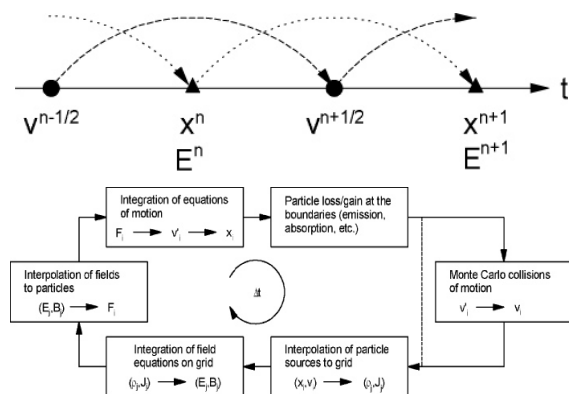 t
v^n-1/2 x^n v^n+1/2 x^n+1
E^n E^n+1
Integration of equations
of motion
F_i → v'_i → x_i
Particle loss/gain at the
boundaries (emission,
absorption, etc.)
Interpolation of fields
to particles
(E_j,B_j) → F_i
Δt
Monte Carlo collisions
of motion
v'_i → v_i
Integration of field
equations on grid
(ρ_j,J_j) → (E_j,B_j)
Interpolation of particle
sources to grid
(x_i,v_i) → (ρ_j,J_j)